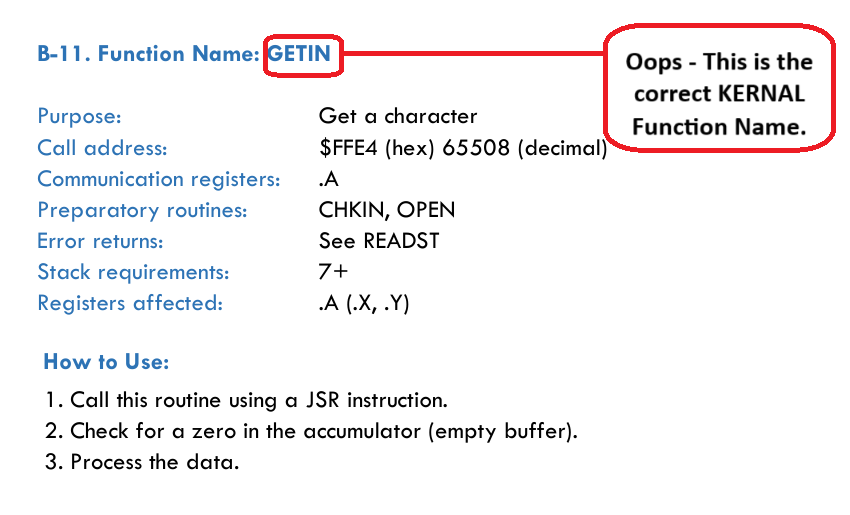 B-11. Function Name: GETIN
Oops - This is the
correct KERNAL
Function Name.
Purpose: Get a character
Call address: $FFE4 (hex) 65508 (decimal)
Communication registers: .A
Preparatory routines: CHKIN, OPEN
Error returns: See READST
Stack requirements: 7+
Registers affected: .A (.X, .Y)
How to Use:
1. Call this routine using a JSR instruction.
2. Check for a zero in the accumulator (empty buffer).
3. Process the data.